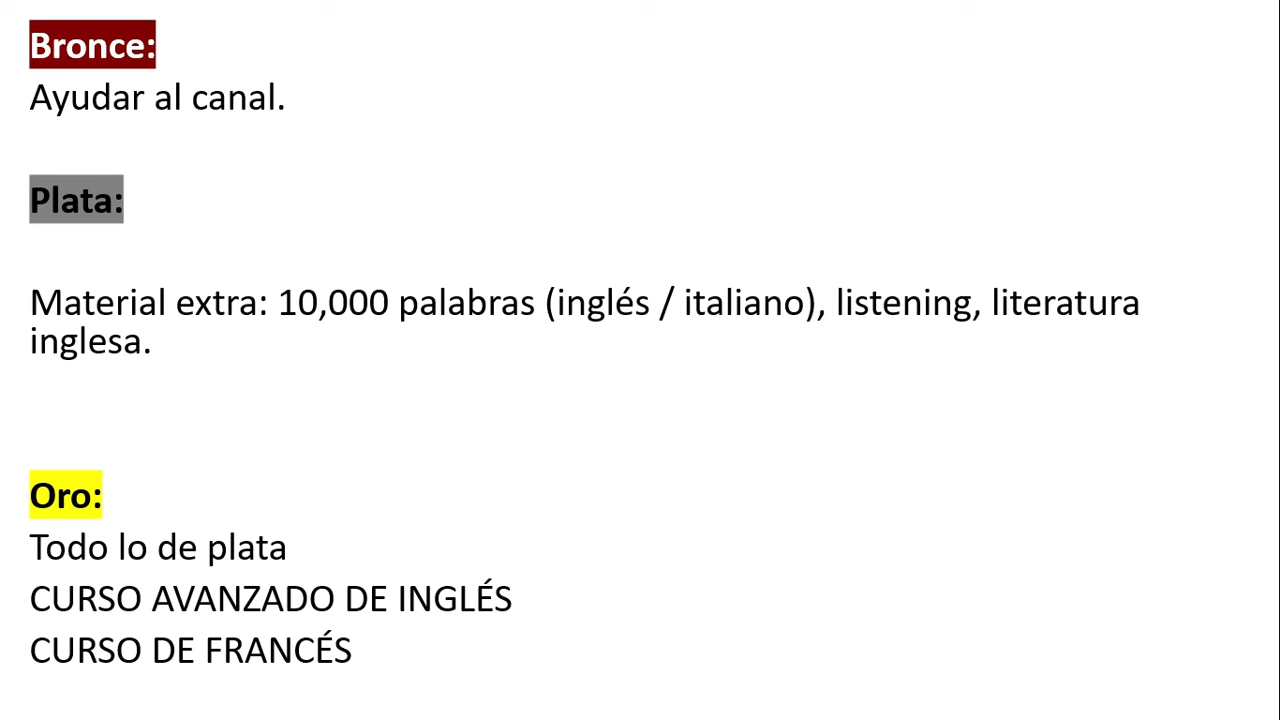 Bronce:
Ayudar al canal.
Plata:
Material extra: 10,000 palabras (inglés / italiano), listening, literatura
inglesa.
Oro:
Todo lo de plata
CURSO AVANZADO DE INGLÉS
CURSO DE FRANCÉS